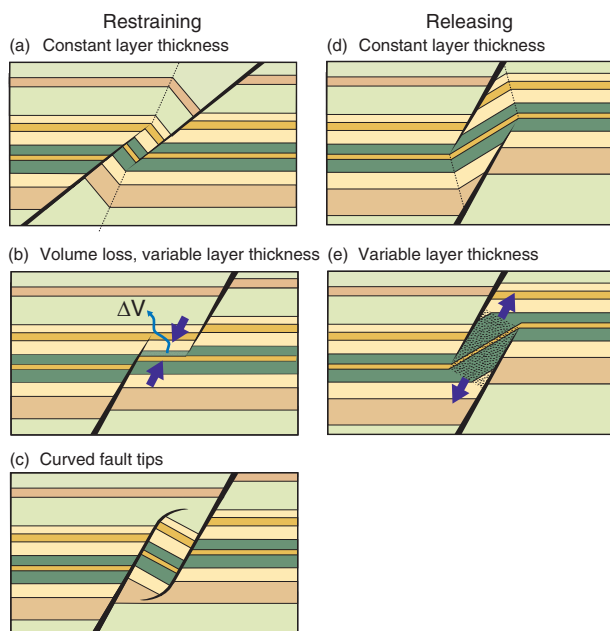 Restraining
Releasing
(a) Constant layer thickness
(d) Constant layer thickness
(b) Volume loss, variable layer thickness
(e) Variable layer thickness
ΔV
(c) Curved fault tips